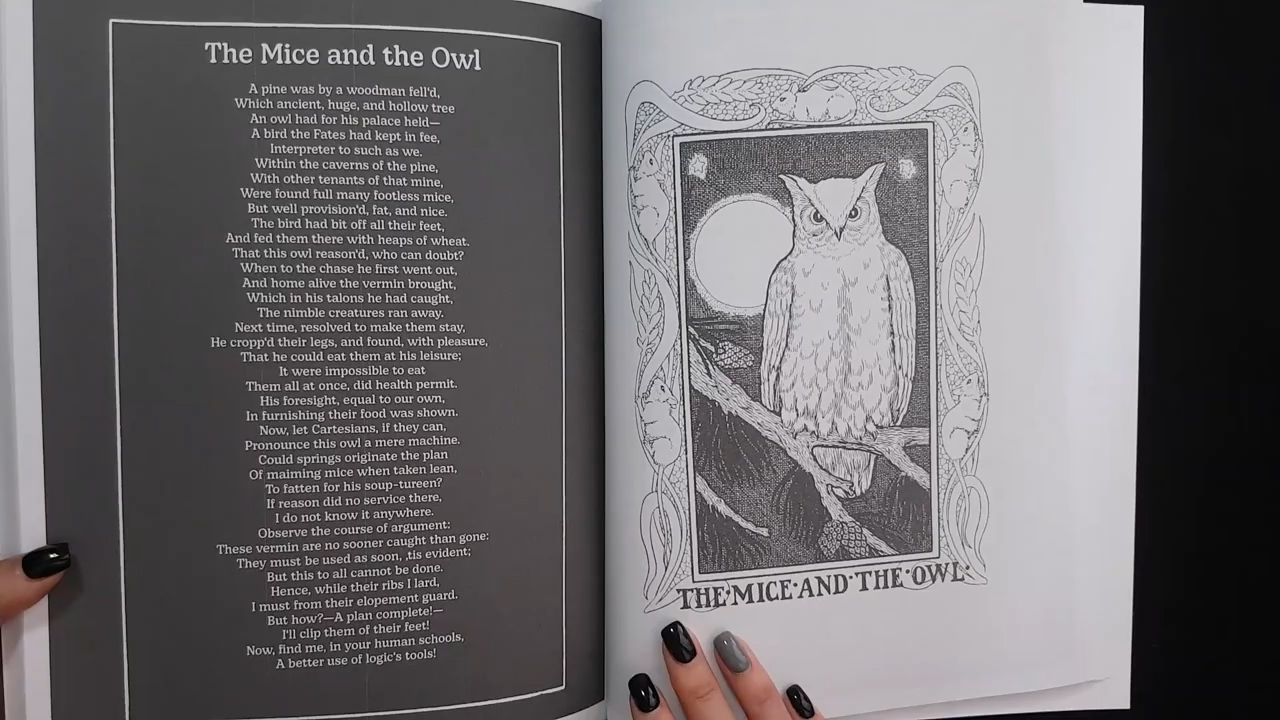 The Mice and the Owl
A pine was by a woodman fell'd,
Which ancient, huge, and hollow tree
An owl had for his palace held—
A bird the Fates had kept in fee,
Interpreter to such as we.
Within the caverns of the pine,
With other tenants of that mine,
Were found full many footless mice,
But well provision'd, fat, and nice.
The bird had bit off all their feet,
And fed them there with heaps of wheat.
That this owl reason'd, who can doubt?
When to the chase he first went out,
And home alive the vermin brought,
Which in his talons he had caught,
The nimble creatures ran away.
Next time, resolved to make them stay,
He cropp'd their legs, and found, with pleasure,
That he could eat them at his leisure;
It were impossible to eat
Them all at once, did health permit.
His foresight, equal to our own,
In furnishing their food was shown.
Now, let Cartesians, if they can,
Pronounce this owl a mere machine.
Could springs originate the plan
Of maiming mice when taken lean,
To fatten for his soup-tureen?
If reason did no service there,
I do not know it anywhere.
Observe the course of argument:
These vermin are no sooner caught than gone:
They must be used as soon, ,tis evident;
But this to all cannot be done.
Hence, while their ribs I lard,
I must from their elopement guard.
But how?—A plan complete!—
I'll clip them of their feet!
Now, find me, in your human schools,
A better use of logic's tools!
THE·MICE·AND·THE·OWL·